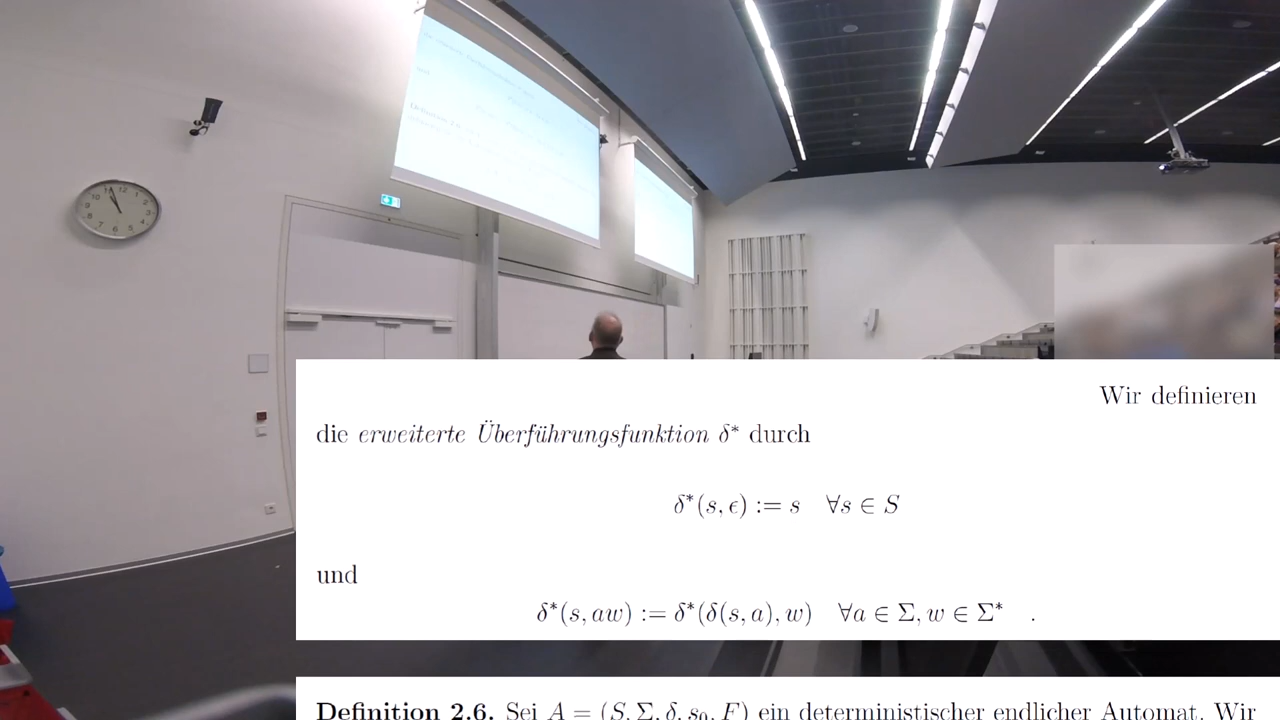 Wir definieren
die erweiterte Überführungsfunktion δ* durch
δ*(s, ϵ) := s ∀s ∈ S
und
δ*(s, aw) := δ*(δ(s, a), w) ∀a ∈ Σ, w ∈ Σ* .
Definition 2.6. Sei A = (S, Σ, δ, s₀, F) ein deterministischer endlicher Automat. Wir